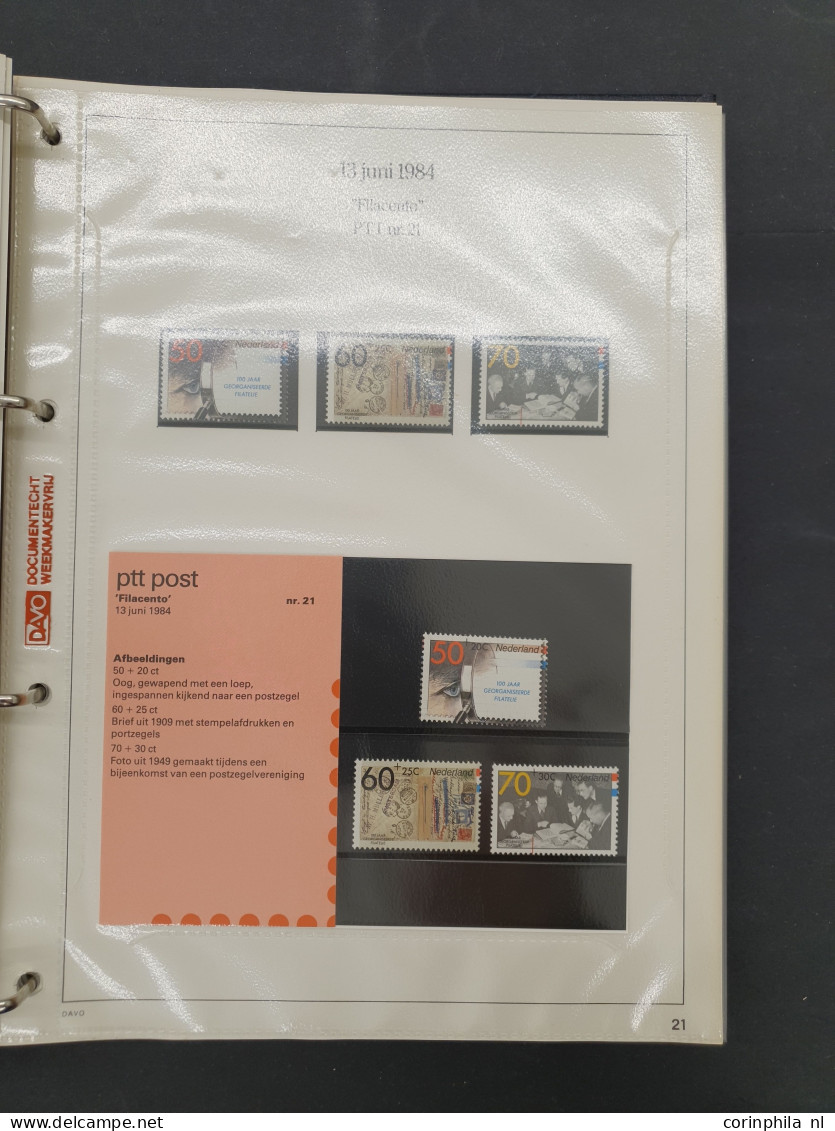 13 juni 1984
"Filacento"
PTT nr. 21
50 Nederland
100 JAAR
GEORGANISEERDE
FILATELIE
60 Nederland
70
DAVO DOCUMENTECHT
WEEKMAKERVRIJ
ptt post
'Filacento'
13 juni 1984
nr. 21
Afbeeldingen
50 + 20 ct
Oog, gewapend met een loep,
ingespannen kijkend naar een postzegel
60 + 25 ct
Brief uit 1909 met stempelafdrukken en
portzegels
70 + 30 ct
Foto uit 1949 gemaakt tijdens een
bijeenkomst van een postzegelvereniging
50 +20C Nederland
100 JAAR
GEORGANISEERDE
FILATELIE
60 +25C Nederland
70 +30C Nederland
DAVO
21
www.corinphila nl